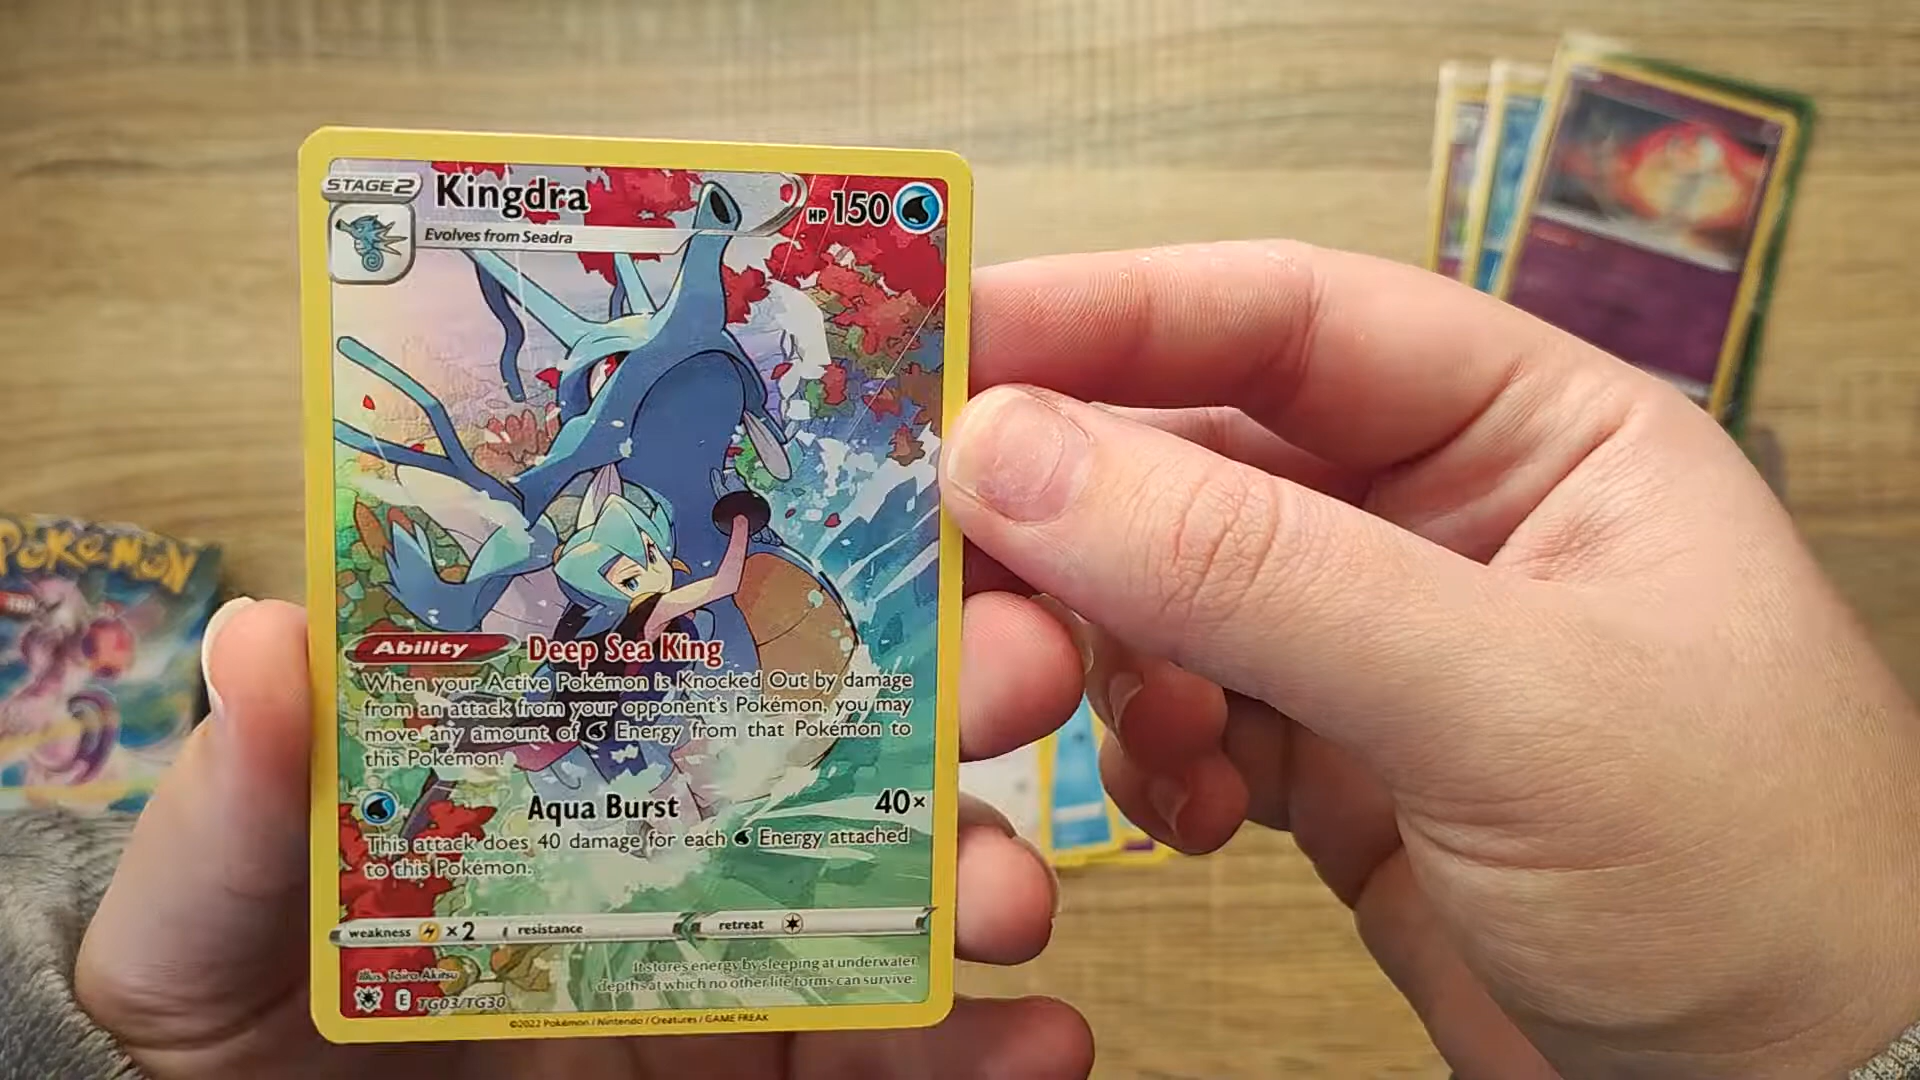 STAGE 2
Kingdra
HP 150
Evolves from Seadra
POKéMON
Ability Deep Sea King
When your Active Pokémon is Knocked Out by damage
from an attack from your opponent's Pokémon, you may
move any amount of Energy from that Pokémon to
this Pokémon.
Aqua Burst 40×
This attack does 40 damage for each Energy attached
to this Pokémon.
weakness ×2 resistance retreat
Illus. Taira Akitsu
It stores energy by sleeping at underwater
depths at which no other life forms can survive.
E TG03/TG30
©2022 Pokémon / Nintendo / Creatures / GAME FREAK